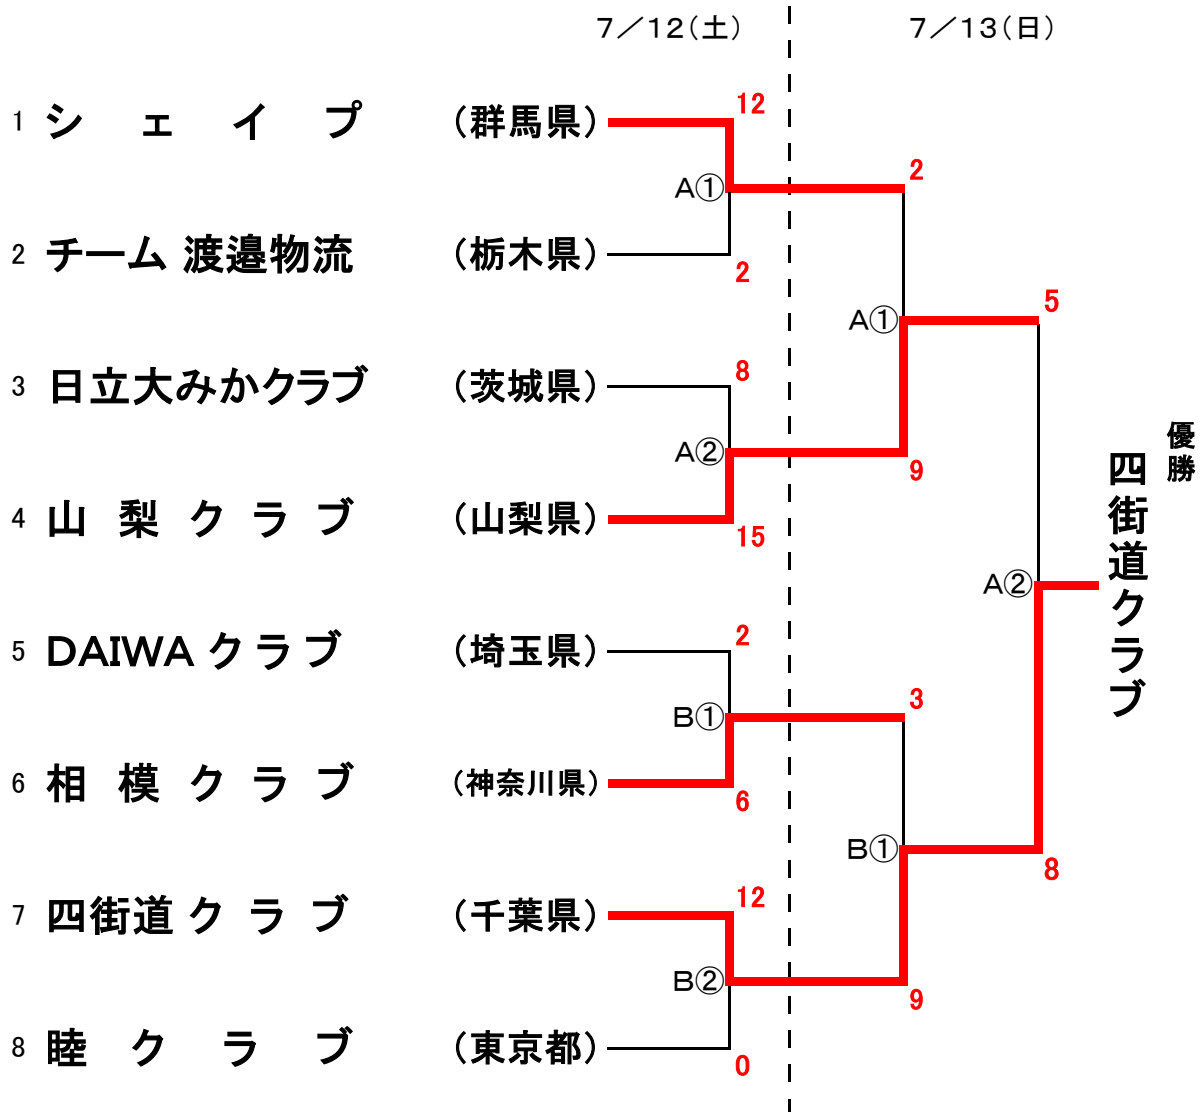 7／12（土）
7／13（日）
1 シェイプ （群馬県） 12
A① 2
2 チーム 渡邉物流 （栃木県） 2
A① 5
3 日立大みかクラブ （茨城県） 8
A② 9
4 山梨クラブ （山梨県） 15
優勝
四街道クラブ
A②
5 DAIWAクラブ （埼玉県） 2
B① 3
6 相模クラブ （神奈川県） 6
B① 8
7 四街道クラブ （千葉県） 12
B② 9
8 睦クラブ （東京都） 0